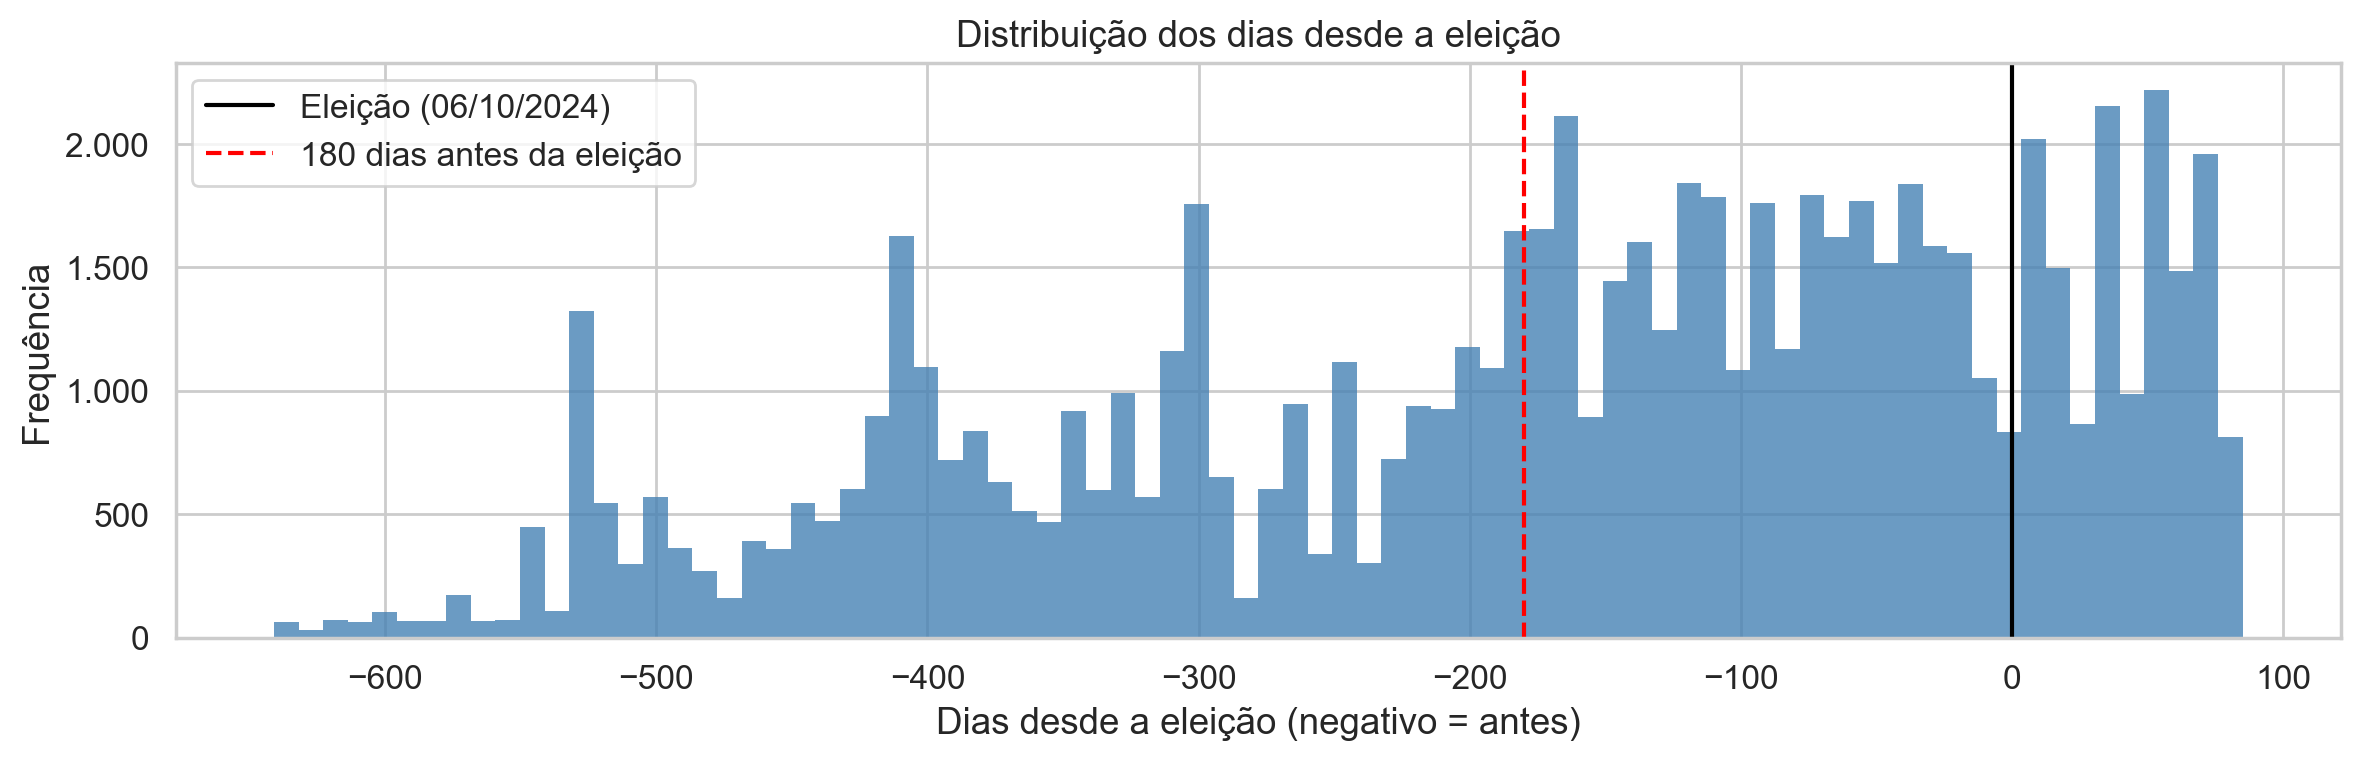 Distribuição dos dias desde a eleição
Eleição (06/10/2024)
180 dias antes da eleição
Frequência
2.000
1.500
1.000
500
0
−600 −500 −400 −300 −200 −100 0 100
Dias desde a eleição (negativo = antes)